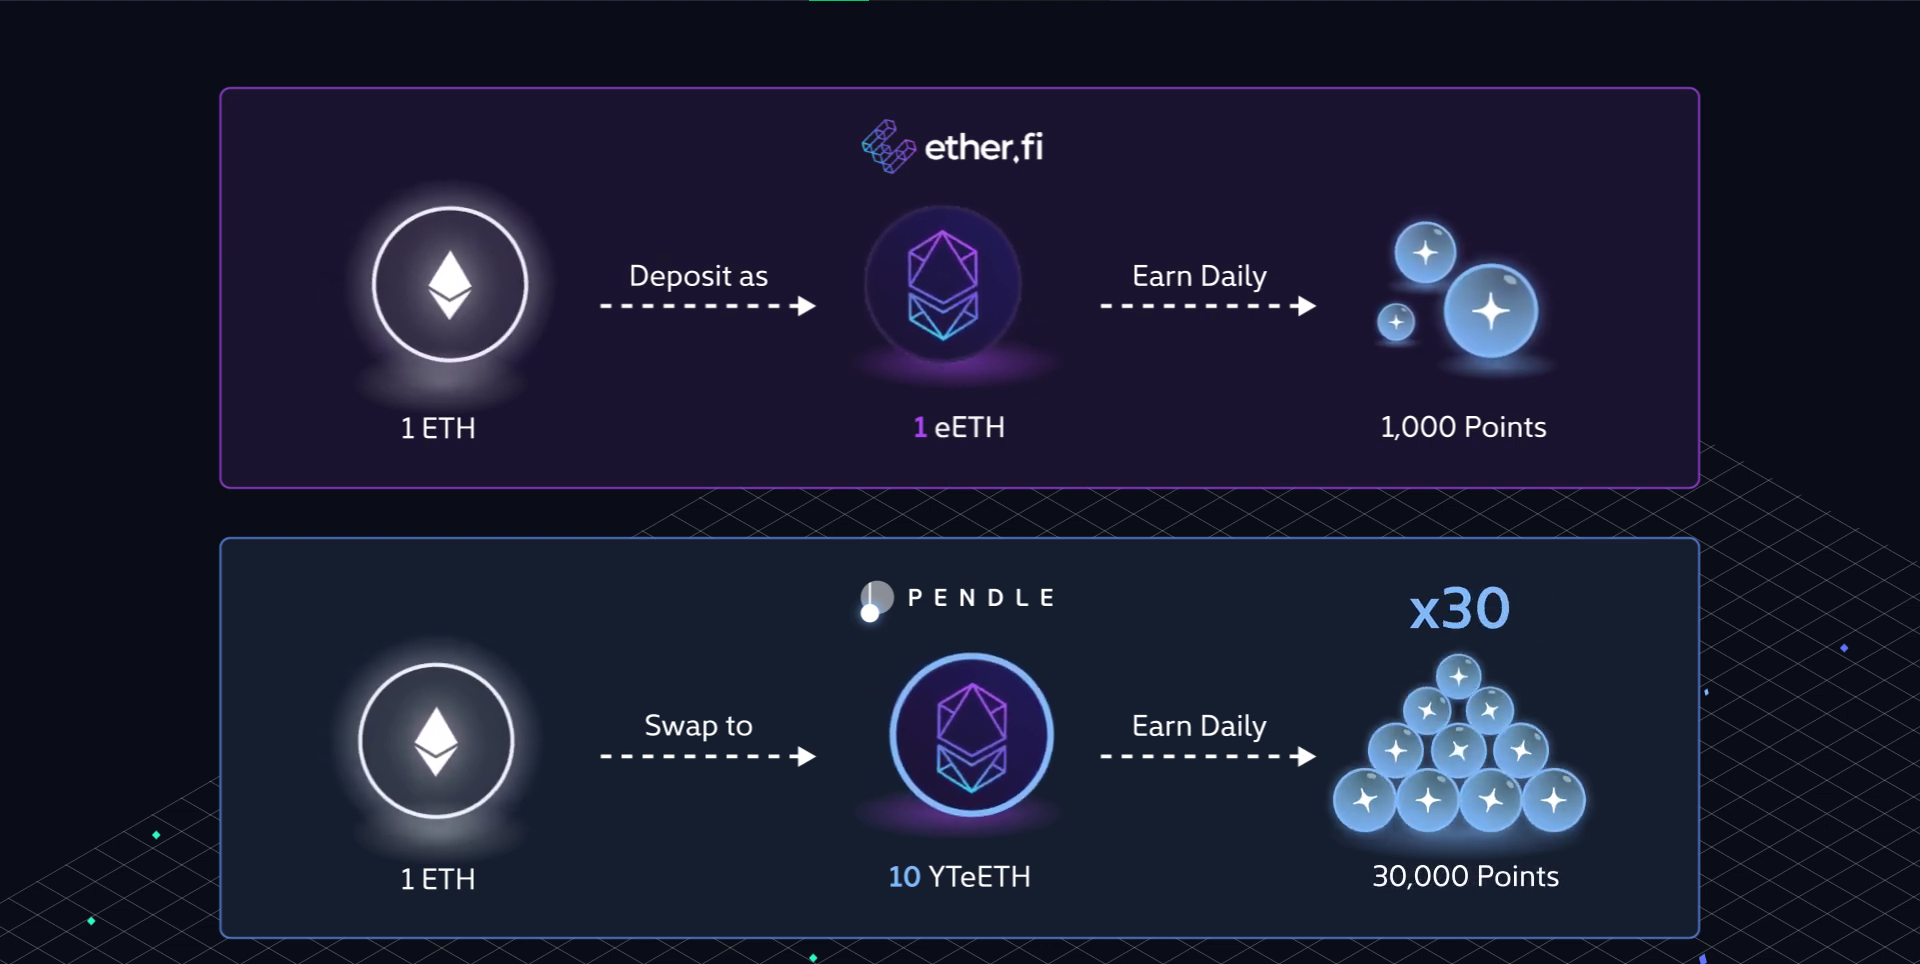 ether.fi
Deposit as
Earn Daily
1 ETH
1 eETH
1,000 Points
PENDLE
x30
Swap to
Earn Daily
1 ETH
10 YTeETH
30,000 Points